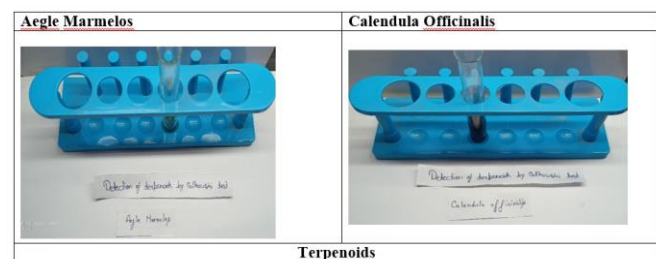 Aegle Marmelos
Calendula Officinalis
Detection of terpenoids by Salkowski test
Aegle Marmelos
Detection of terpenoids by Salkowski test
Calendula officinalis
Terpenoids